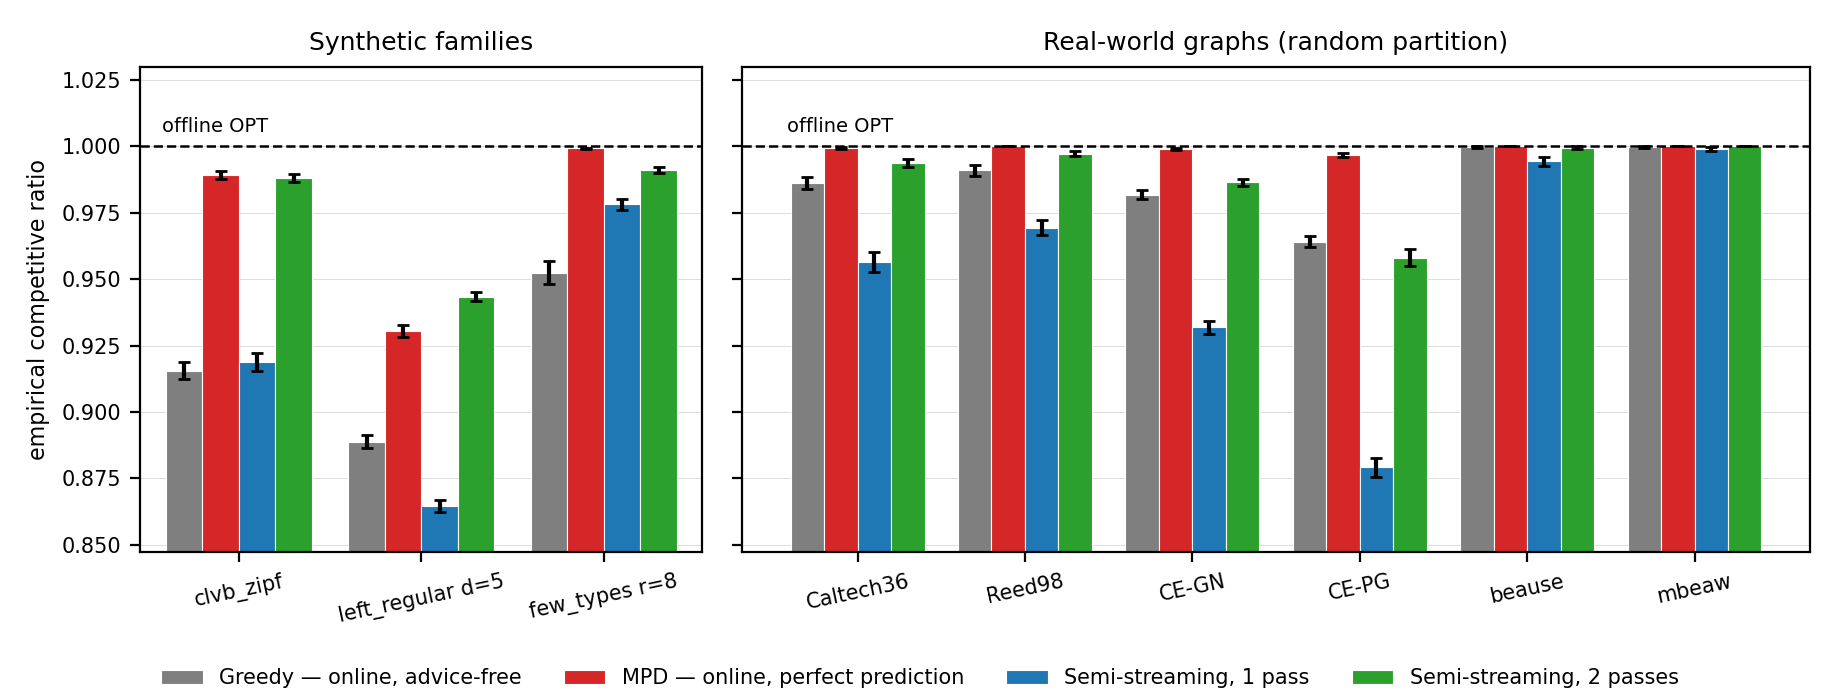 Synthetic families
Real-world graphs (random partition)
empirical competitive ratio
1.025
1.000
0.975
0.950
0.925
0.900
0.875
0.850
offline OPT
offline OPT
clvb_zipf
left_regular d=5
few_types r=8
Caltech36
Reed98
CE-GN
CE-PG
beause
mbeaw
Greedy — online, advice-free
MPD — online, perfect prediction
Semi-streaming, 1 pass
Semi-streaming, 2 passes